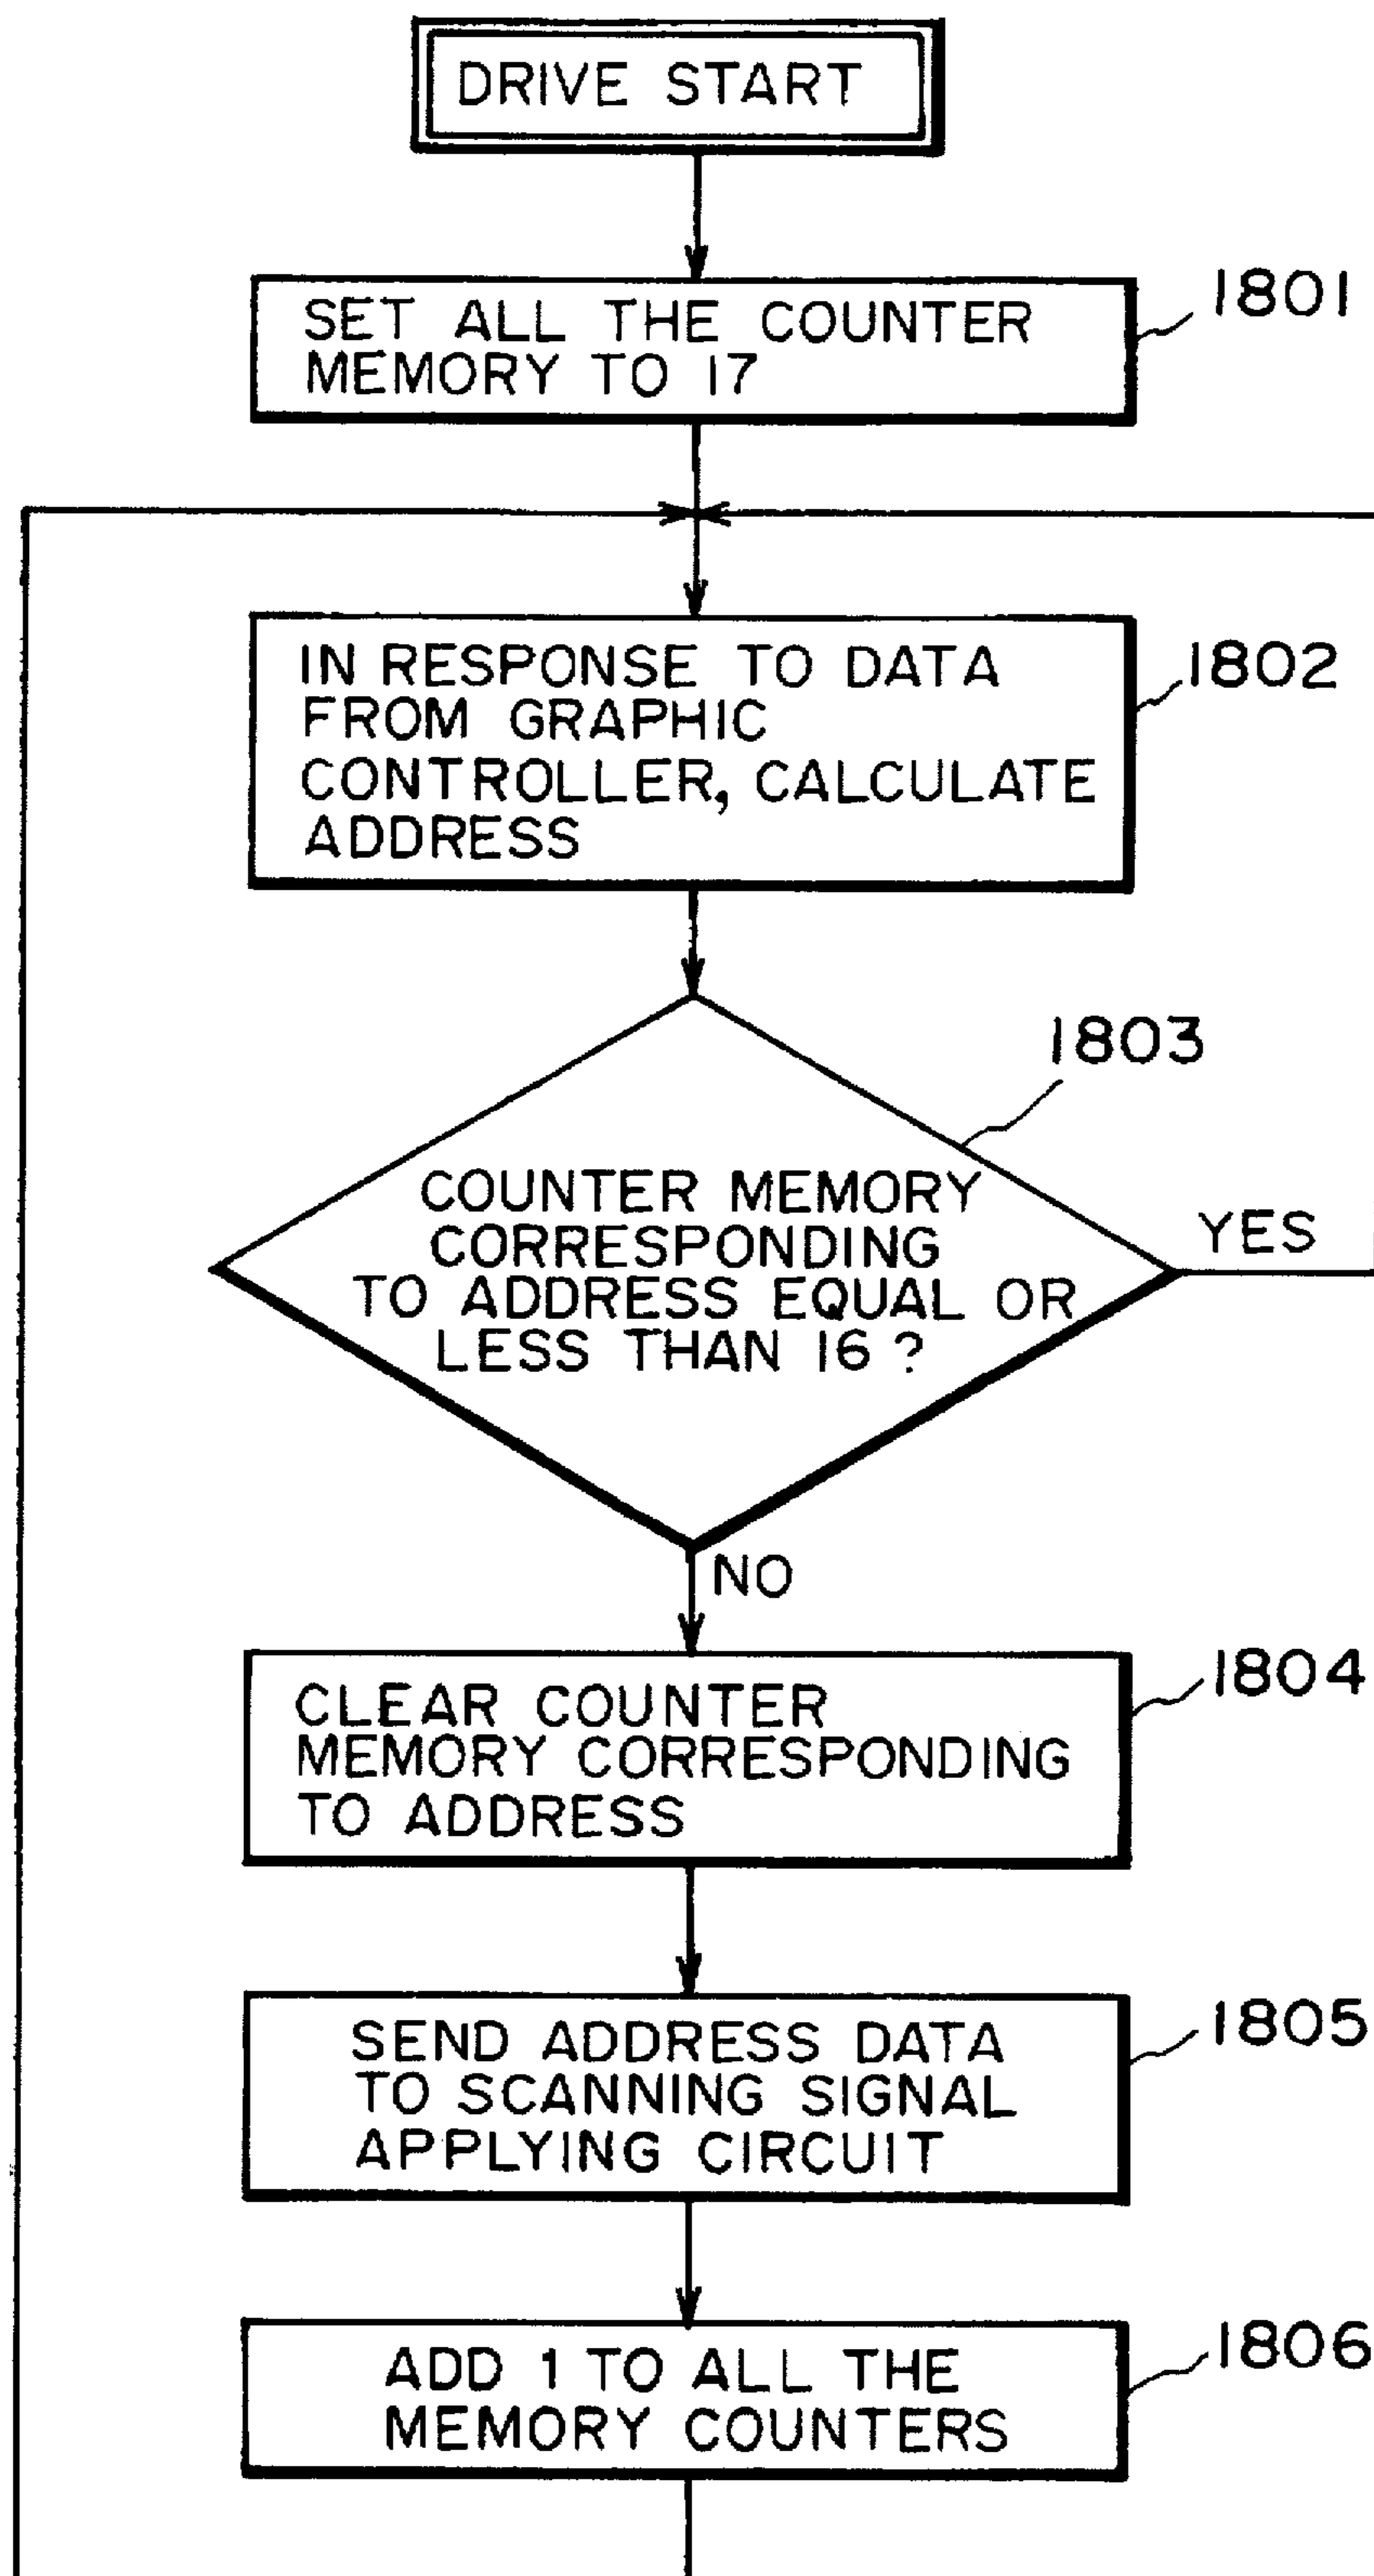 DRIVE START
SET ALL THE COUNTER
MEMORY TO 17
1801
IN RESPONSE TO DATA
FROM GRAPHIC
CONTROLLER, CALCULATE
ADDRESS
1802
1803
COUNTER MEMORY
CORRESPONDING
TO ADDRESS EQUAL OR
LESS THAN 16 ?
YES
NO
CLEAR COUNTER
MEMORY CORRESPONDING
TO ADDRESS
1804
SEND ADDRESS DATA
TO SCANNING SIGNAL
APPLYING CIRCUIT
1805
ADD 1 TO ALL THE
MEMORY COUNTERS
1806